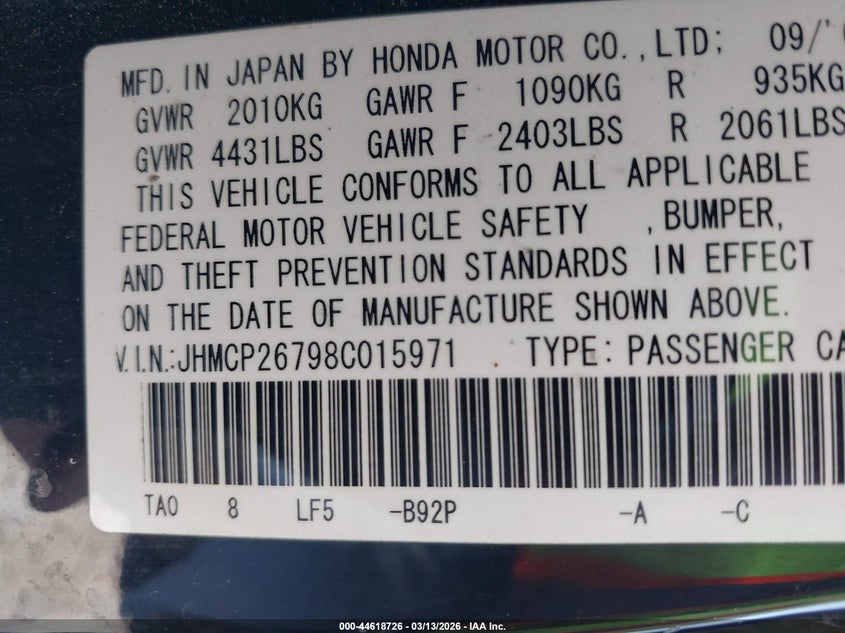 MFD. IN JAPAN BY HONDA MOTOR CO.,LTD; 09/'
GVWR 2010KG GAWR F 1090KG R 935KG
GVWR 4431LBS GAWR F 2403LBS R 2061LBS
THIS VEHICLE CONFORMS TO ALL APPLICABLE
FEDERAL MOTOR VEHICLE SAFETY , BUMPER,
AND THEFT PREVENTION STANDARDS IN EFFECT
ON THE DATE OF MANUFACTURE SHOWN ABOVE.
V.I.N.:JHMCP26798C015971 TYPE: PASSENGER CA
TA0 8 LF5 -B92P -A -C
000-44618726 - 03/13/2026 - IAA Inc.